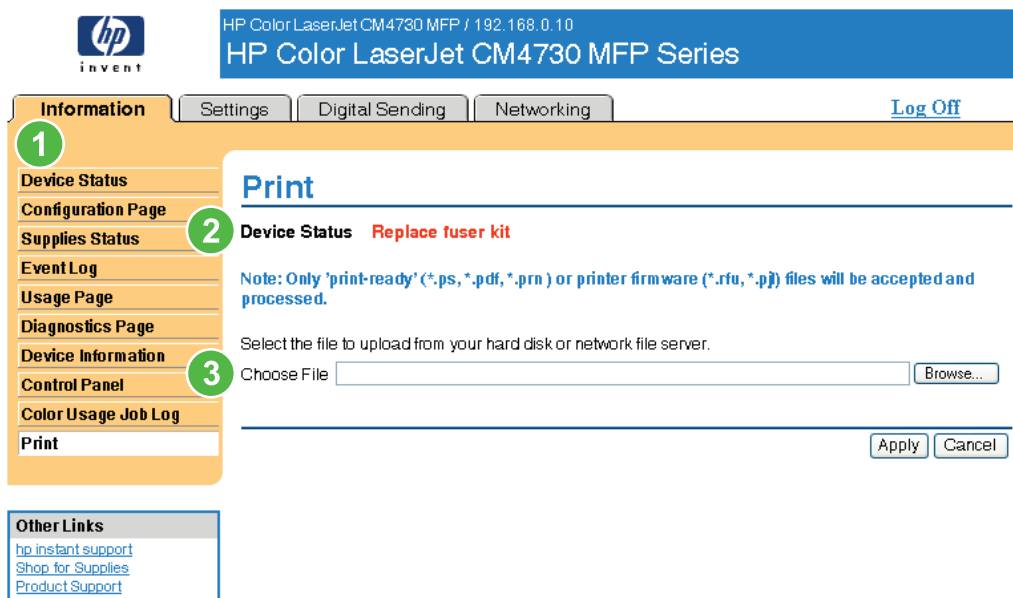 hp
invent
HP Color LaserJet CM4730 MFP / 192.168.0.10
HP Color LaserJet CM4730 MFP Series
Information
Settings
Digital Sending
Networking
Log Off
1
Device Status
Configuration Page
Supplies Status
Event Log
Usage Page
Diagnostics Page
Device Information
Control Panel
Color Usage Job Log
Print
Other Links
hp instant support
Shop for Supplies
Product Support
Print
2
Device Status Replace fuser kit
Note: Only 'print-ready' (*.ps, *.pdf, *.prn ) or printer firmware (*.rfu, *.pjl) files will be accepted and
processed.
Select the file to upload from your hard disk or network file server.
3
Choose File Browse...
Apply Cancel